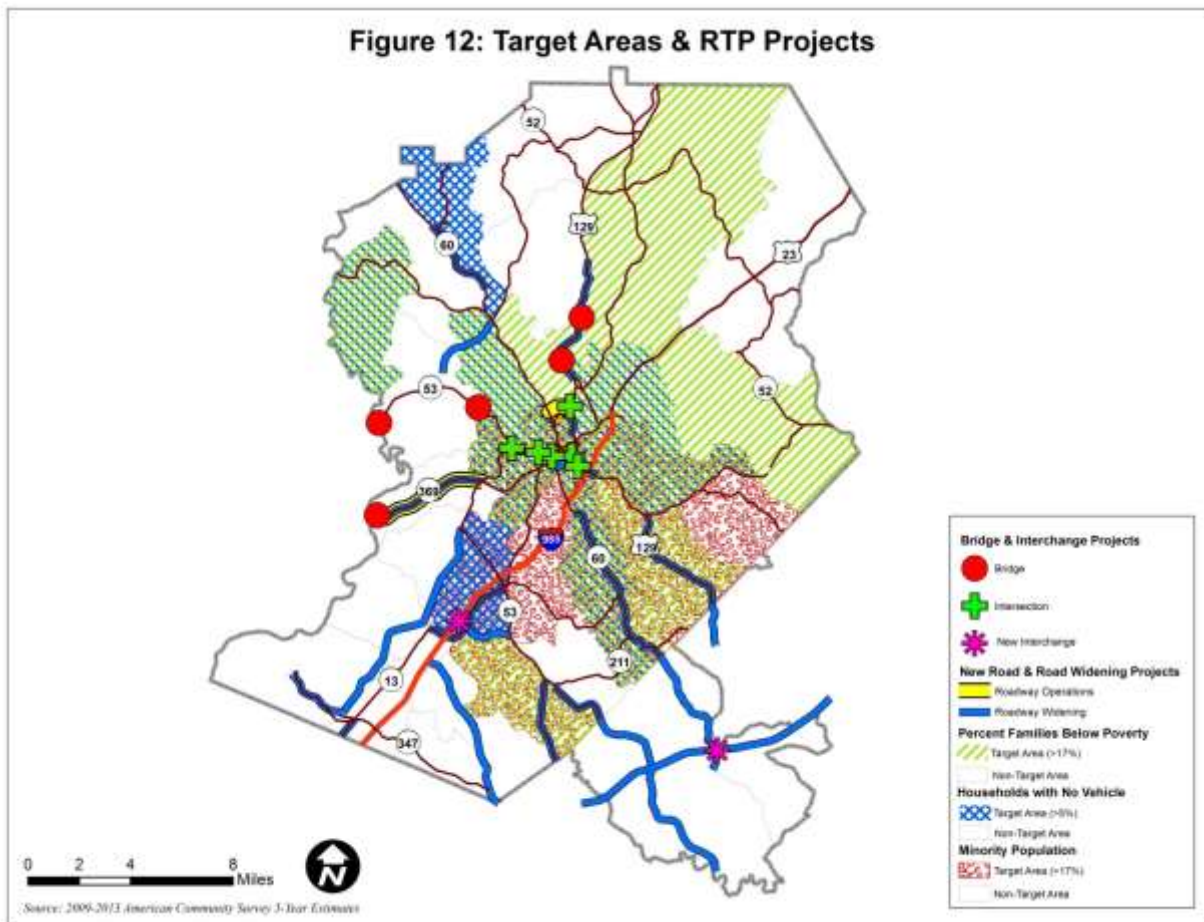 Figure 12: Target Areas & RTP Projects
52
129
60
23
53
52
369
985
60
129
53
211
13
347
Bridge & Interchange Projects
Bridge
Intersection
New Interchange
New Road & Road Widening Projects
Roadway Operations
Roadway Widening
Percent Families Below Poverty
Target Area (>17%)
Non-Target Area
Households with No Vehicle
Target Area (>5%)
Non-Target Area
Minority Population
Target Area (>17%)
Non-Target Area
0 2 4 8
Miles
N
Source: 2009-2013 American Community Survey 5-Year Estimates